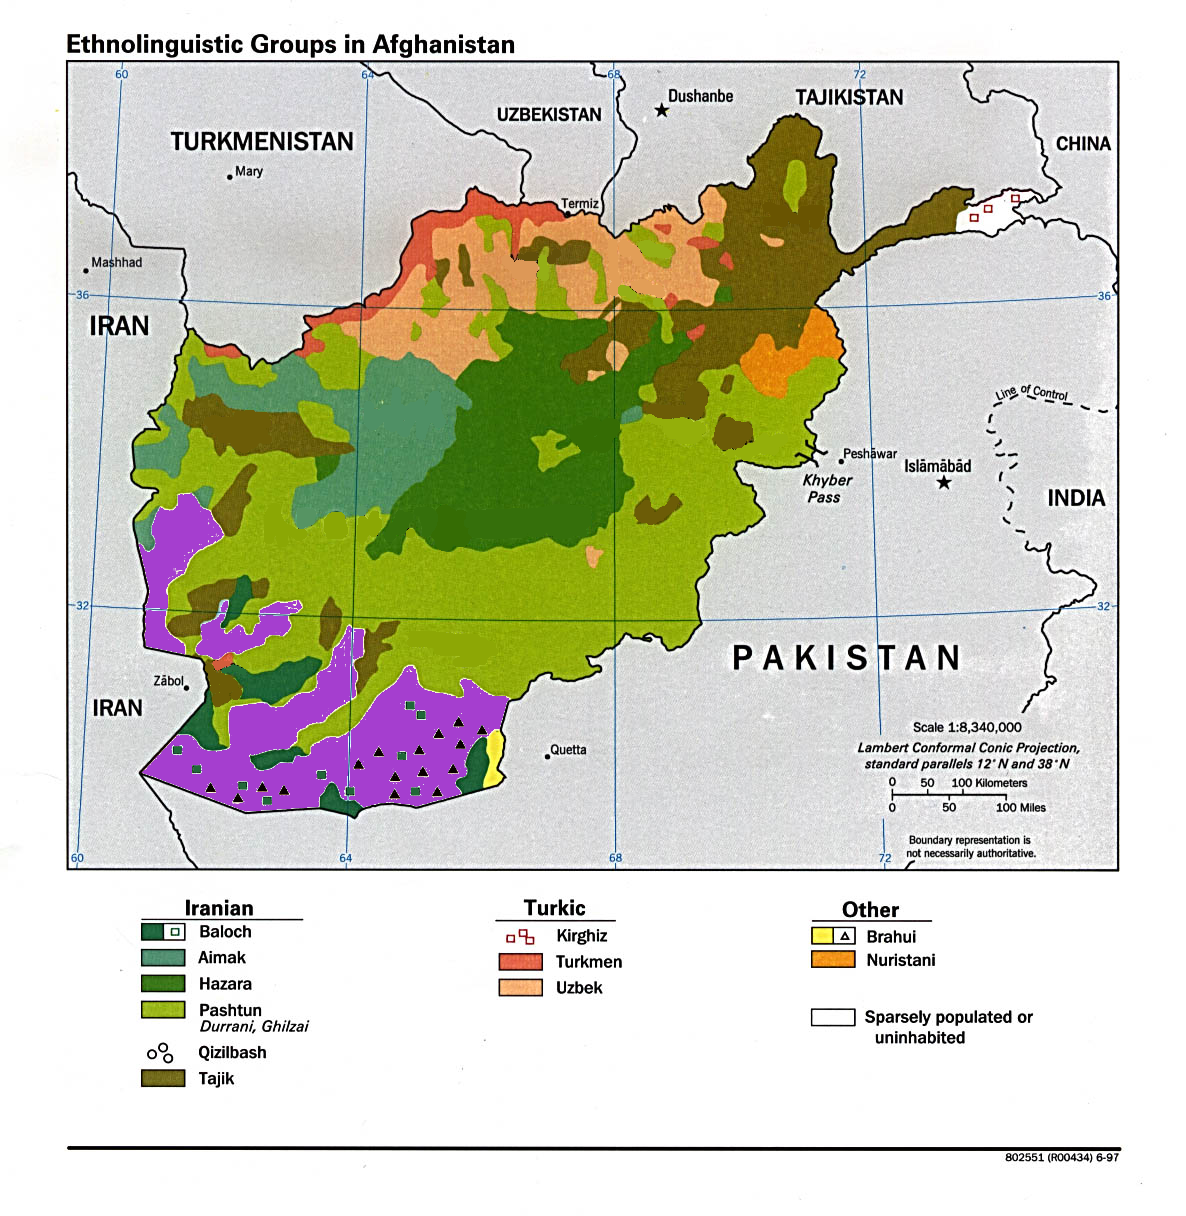 Ethnolinguistic Groups in Afghanistan
60
64
68
72
Dushanbe
TAJIKISTAN
UZBEKISTAN
TURKMENISTAN
CHINA
Mary
Termiz
Mashhad
36
36
IRAN
Line of Control
Peshāwar
Islāmābād
Khyber
Pass
INDIA
32
32
PAKISTAN
Zābol
IRAN
Quetta
Scale 1:8,340,000
Lambert Conformal Conic Projection,
standard parallels 12°N and 38°N
0 50 100 Kilometers
0 50 100 Miles
Boundary representation is
not necessarily authoritative.
60
64
68
72
Iranian
Baloch
Aimak
Hazara
Pashtun
Durrani, Ghilzai
Qizilbash
Tajik
Turkic
Kirghiz
Turkmen
Uzbek
Other
Brahui
Nuristani
Sparsely populated or
uninhabited
802551 (R00434) 6-97